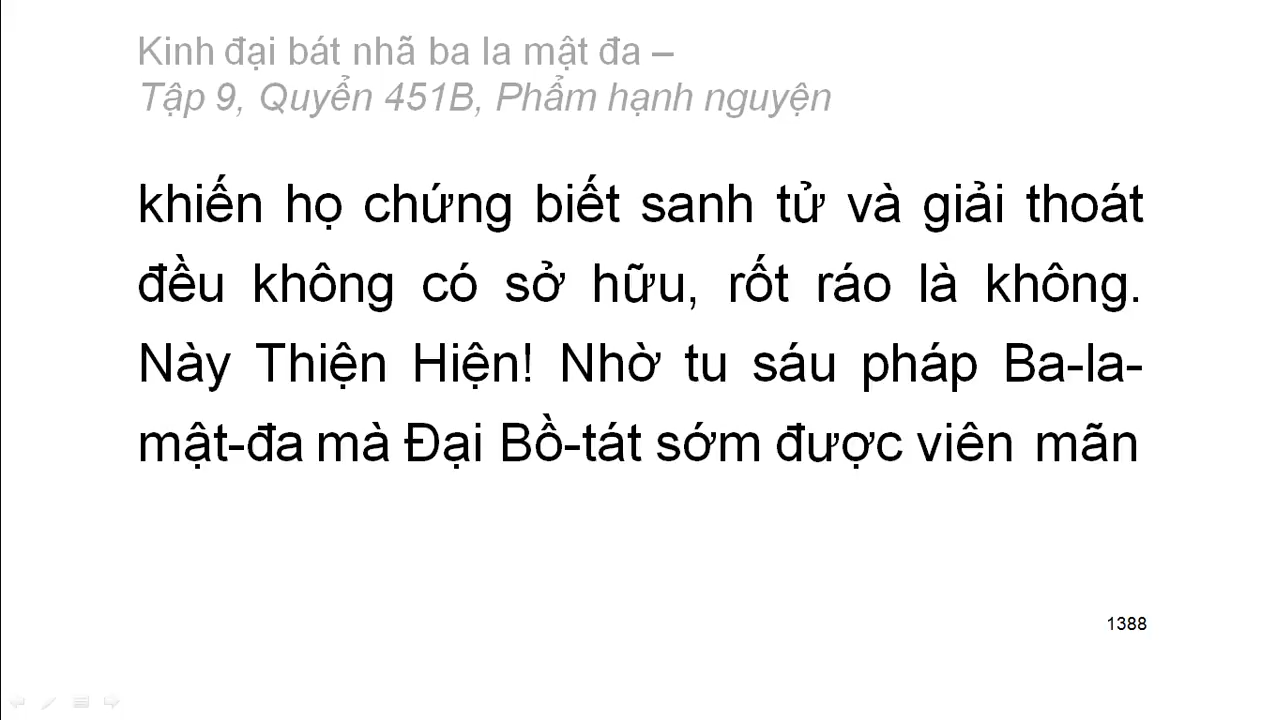 Kinh đại bát nhã ba la mật đa –
Tập 9, Quyển 451B, Phẩm hạnh nguyện
khiến họ chứng biết sanh tử và giải thoát
đều không có sở hữu, rốt ráo là không.
Này Thiện Hiện! Nhờ tu sáu pháp Ba-la-
mật-đa mà Đại Bồ-tát sớm được viên mãn
1388